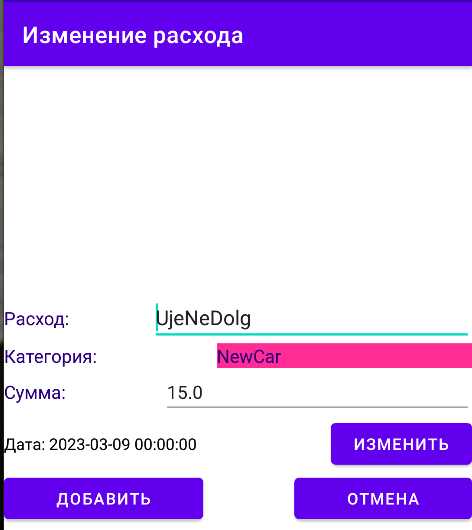 Изменение расхода
Расход: UjeNeDolg
Категория: NewCar
Сумма: 15.0
Дата: 2023-03-09 00:00:00 ИЗМЕНИТЬ
ДОБАВИТЬ ОТМЕНА